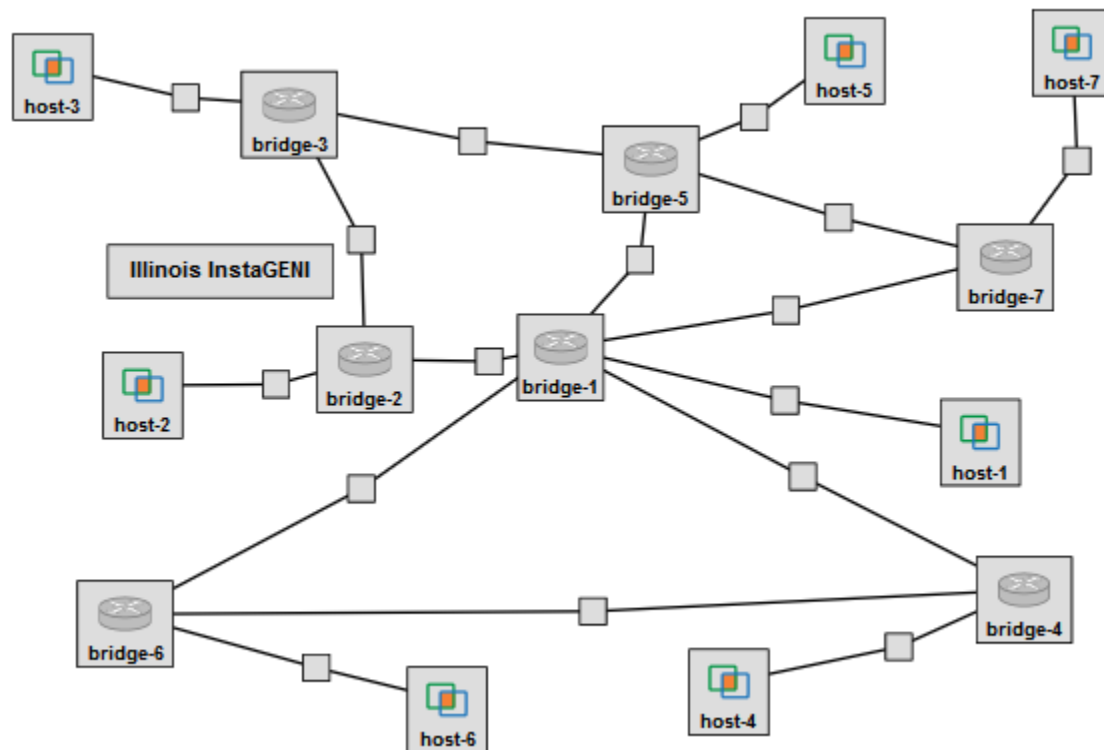 host-3
bridge-3
host-5
host-7
bridge-5
Illinois InstaGENI
bridge-7
host-2
bridge-2
bridge-1
host-1
bridge-6
bridge-4
host-6
host-4